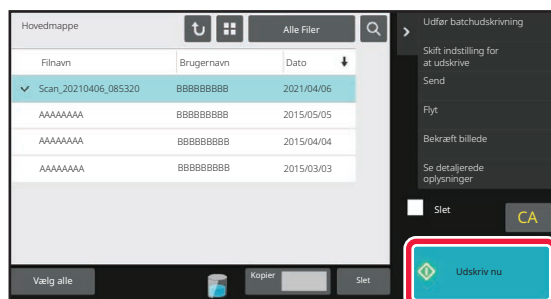 Hovedmappe
Alle Filer
Filnavn Brugernavn Dato
Scan_20210406_085320 BBBBBBBBB 2021/04/06
AAAAAAAA BBBBBBBBB 2015/05/05
AAAAAAAA BBBBBBBBB 2015/04/04
AAAAAAAA BBBBBBBBB 2015/03/03
Vælg alle
Kopier
Slet
Udfør batchudskrivning
Skift indstilling for
at udskrive
Send
Flyt
Bekræft billede
Se detaljerede
oplysninger
Slet
CA
Udskriv nu